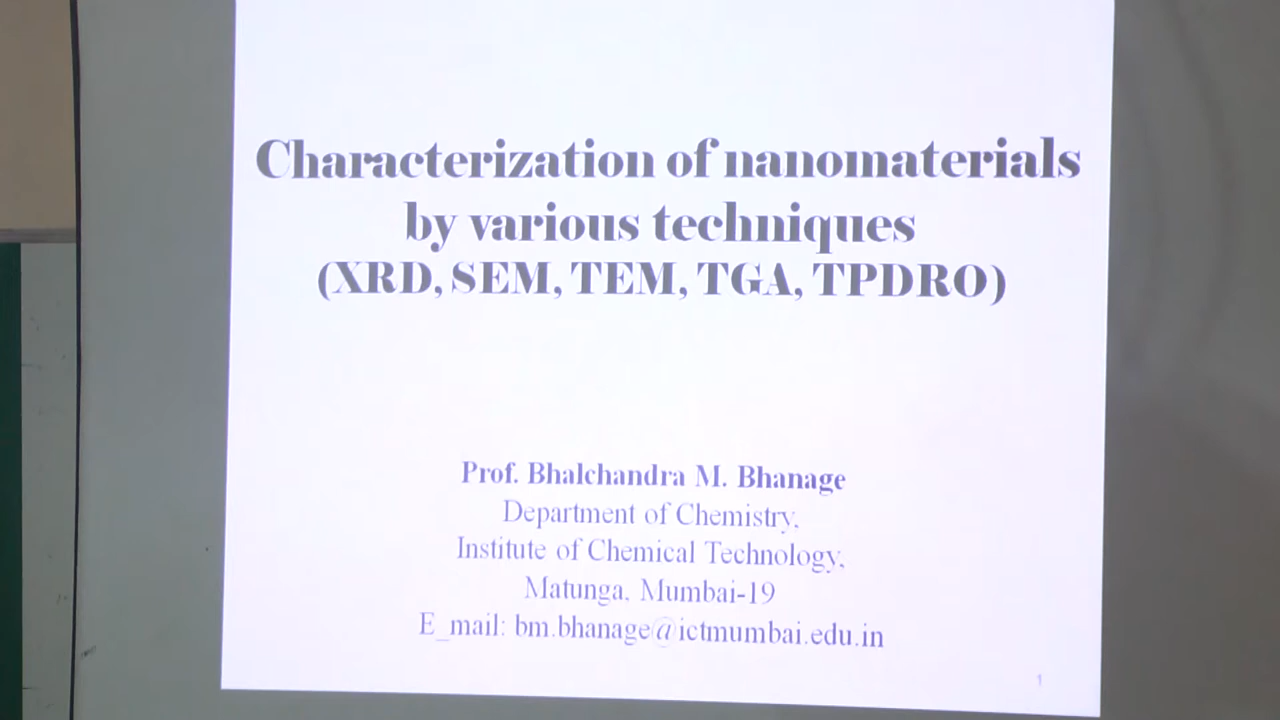 Characterization of nanomaterials
by various techniques
(XRD, SEM, TEM, TGA, TPDRO)
Prof. Bhalchandra M. Bhanage
Department of Chemistry,
Institute of Chemical Technology,
Matunga, Mumbai-19
E_mail: bm.bhanage@ictmumbai.edu.in
1